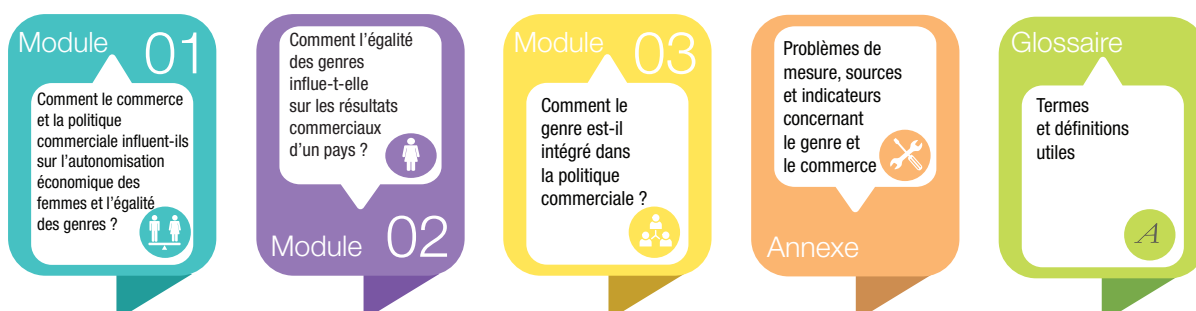 Module 01
Comment le commerce
et la politique
commerciale influent-ils
sur l'autonomisation
économique des
femmes et l'égalité
des genres ?
Comment l'égalité
des genres
influe-t-elle
sur les résultats
commerciaux
d'un pays ?
Module 02
Module 03
Comment le
genre est-il
intégré dans
la politique
commerciale ?
Problèmes de
mesure, sources
et indicateurs
concernant
le genre et
le commerce
Annexe
Glossaire
Termes
et définitions
utiles
A